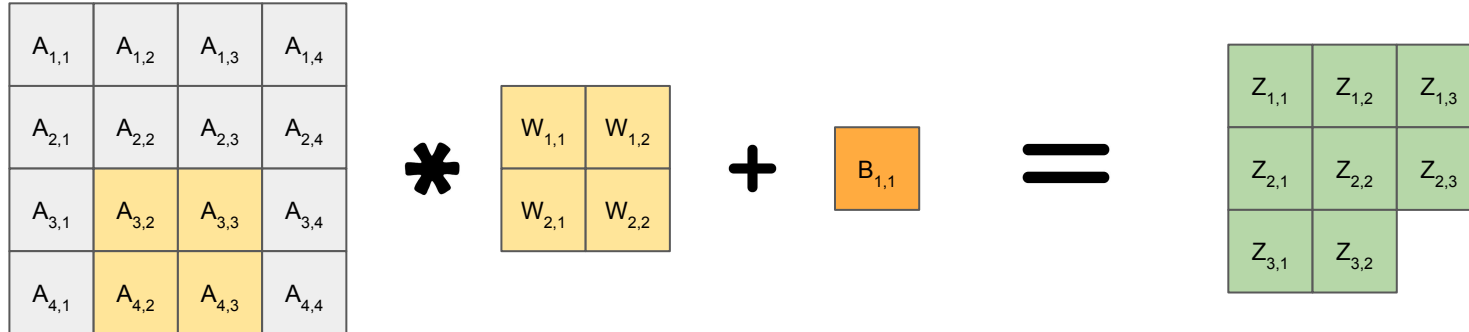 A1,1 A1,2 A1,3 A1,4
A2,1 A2,2 A2,3 A2,4
A3,1 A3,2 A3,3 A3,4
A4,1 A4,2 A4,3 A4,4
*
W1,1 W1,2
W2,1 W2,2
+
B1,1
=
Z1,1 Z1,2 Z1,3
Z2,1 Z2,2 Z2,3
Z3,1 Z3,2